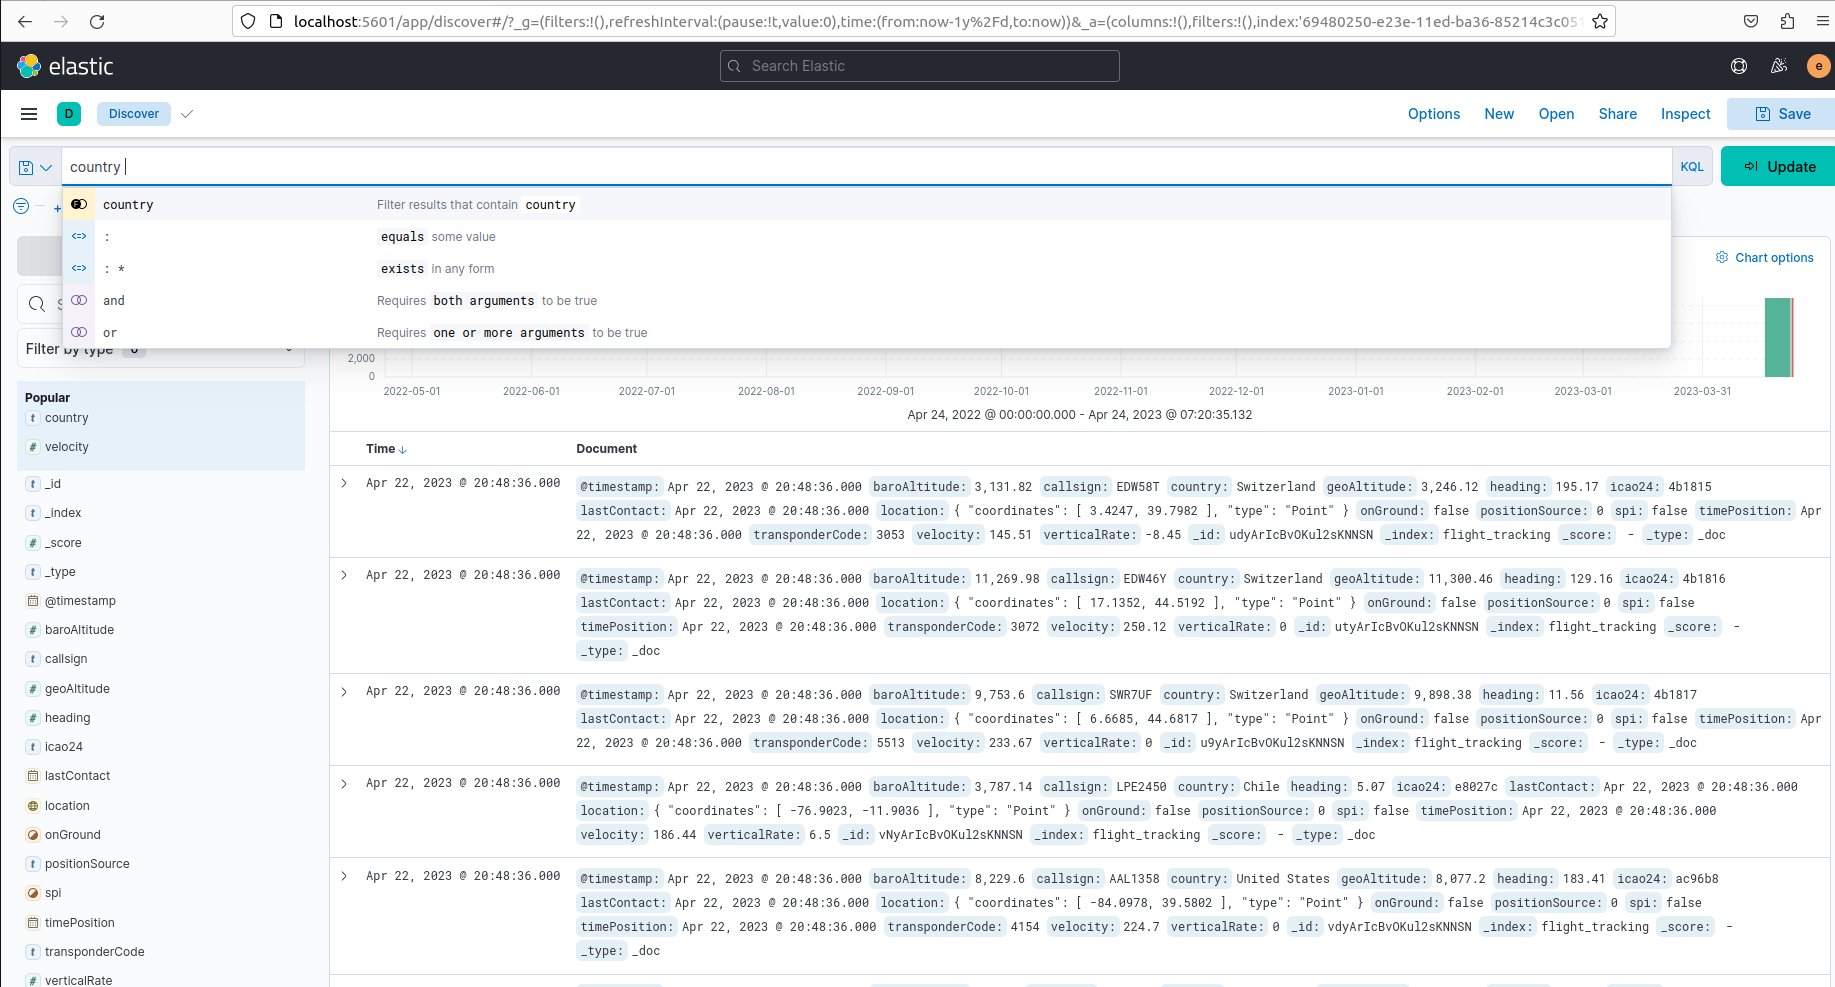 localhost:5601/app/discover#/?_g=(filters:!(),refreshInterval:(pause:!t,value:0),time:(from:now-1y%2Fd,to:now))&_a=(columns:!(),filters:!(),index:'69480250-e23e-11ed-ba36-85214c3c051
elastic
Search Elastic
e
D Discover Options New Open Share Inspect Save
country KQL Update
country Filter results that contain country
: equals some value
: * exists in any form
and Requires both arguments to be true
or Requires one or more arguments to be true
Chart options
Filter by type 0
2,000
0
2022-05-01 2022-06-01 2022-07-01 2022-08-01 2022-09-01 2022-10-01 2022-11-01 2022-12-01 2023-01-01 2023-02-01 2023-03-01 2023-03-31
Apr 24, 2022 @ 00:00:00.000 - Apr 24, 2023 @ 07:20:35.132
Popular
t country
# velocity
t _id
t _index
# _score
t _type
@timestamp
# baroAltitude
t callsign
# geoAltitude
# heading
t icao24
lastContact
location
onGround
t positionSource
spi
timePosition
t transponderCode
# verticalRate
Time Document
Apr 22, 2023 @ 20:48:36.000 @timestamp: Apr 22, 2023 @ 20:48:36.000 baroAltitude: 3,131.82 callsign: EDW58T country: Switzerland geoAltitude: 3,246.12 heading: 195.17 icao24: 4b1815
lastContact: Apr 22, 2023 @ 20:48:36.000 location: { "coordinates": [ 3.4247, 39.7982 ], "type": "Point" } onGround: false positionSource: 0 spi: false timePosition: Apr
22, 2023 @ 20:48:36.000 transponderCode: 3053 velocity: 145.51 verticalRate: -8.45 _id: udyArIcBvOKul2sKNNSN _index: flight_tracking _score: - _type: _doc
Apr 22, 2023 @ 20:48:36.000 @timestamp: Apr 22, 2023 @ 20:48:36.000 baroAltitude: 11,269.98 callsign: EDW46Y country: Switzerland geoAltitude: 11,300.46 heading: 129.16 icao24: 4b1816
lastContact: Apr 22, 2023 @ 20:48:36.000 location: { "coordinates": [ 17.1352, 44.5192 ], "type": "Point" } onGround: false positionSource: 0 spi: false
timePosition: Apr 22, 2023 @ 20:48:36.000 transponderCode: 3072 velocity: 250.12 verticalRate: 0 _id: utyArIcBvOKul2sKNNSN _index: flight_tracking _score: -
_type: _doc
Apr 22, 2023 @ 20:48:36.000 @timestamp: Apr 22, 2023 @ 20:48:36.000 baroAltitude: 9,753.6 callsign: SWR7UF country: Switzerland geoAltitude: 9,898.38 heading: 11.56 icao24: 4b1817
lastContact: Apr 22, 2023 @ 20:48:36.000 location: { "coordinates": [ 6.6685, 44.6817 ], "type": "Point" } onGround: false positionSource: 0 spi: false timePosition: Apr
22, 2023 @ 20:48:36.000 transponderCode: 5513 velocity: 233.67 verticalRate: 0 _id: u9yArIcBvOKul2sKNNSN _index: flight_tracking _score: - _type: _doc
Apr 22, 2023 @ 20:48:36.000 @timestamp: Apr 22, 2023 @ 20:48:36.000 baroAltitude: 3,787.14 callsign: LPE2450 country: Chile heading: 5.07 icao24: e8027c lastContact: Apr 22, 2023 @ 20:48:36.000
location: { "coordinates": [ -76.9023, -11.9036 ], "type": "Point" } onGround: false positionSource: 0 spi: false timePosition: Apr 22, 2023 @ 20:48:36.000
velocity: 186.44 verticalRate: 6.5 _id: vNyArIcBvOKul2sKNNSN _index: flight_tracking _score: - _type: _doc
Apr 22, 2023 @ 20:48:36.000 @timestamp: Apr 22, 2023 @ 20:48:36.000 baroAltitude: 8,229.6 callsign: AAL1358 country: United States geoAltitude: 8,077.2 heading: 183.41 icao24: ac96b8
lastContact: Apr 22, 2023 @ 20:48:36.000 location: { "coordinates": [ -84.0978, 39.5802 ], "type": "Point" } onGround: false positionSource: 0 spi: false
timePosition: Apr 22, 2023 @ 20:48:36.000 transponderCode: 4154 velocity: 224.7 verticalRate: 0 _id: vdyArIcBvOKul2sKNNSN _index: flight_tracking _score: -
_type: _doc